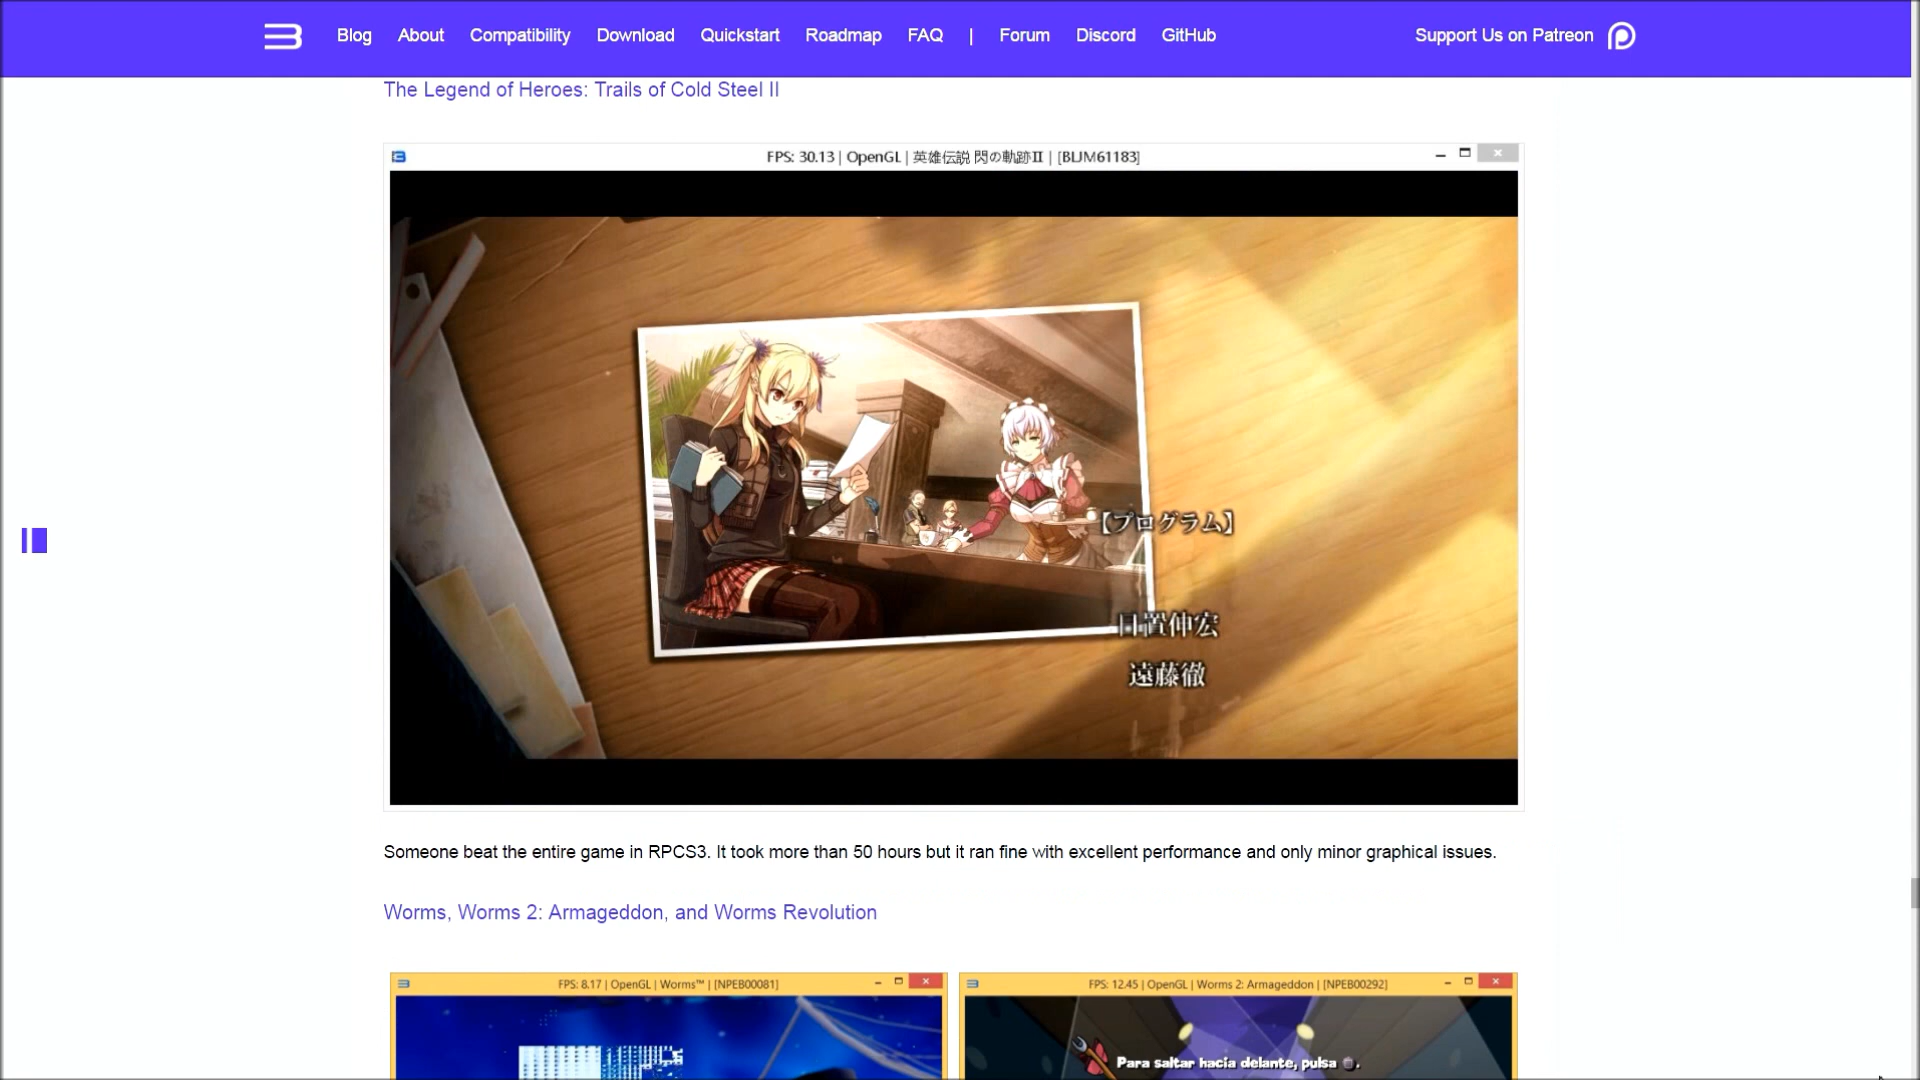 Blog About Compatibility Download Quickstart Roadmap FAQ | Forum Discord GitHub Support Us on Patreon
The Legend of Heroes: Trails of Cold Steel II
FPS: 30.13 | OpenGL | 英雄伝説 閃の軌跡II | [BLJM61183]
【プログラム】
日置伸宏
遠藤徹
Someone beat the entire game in RPCS3. It took more than 50 hours but it ran fine with excellent performance and only minor graphical issues.
Worms, Worms 2: Armageddon, and Worms Revolution
FPS: 8.17 | OpenGL | Worms™ | [NPEB00081]
FPS: 12.45 | OpenGL | Worms 2: Armageddon | [NPEB00292]
Para saltar hacia delante, pulsa .